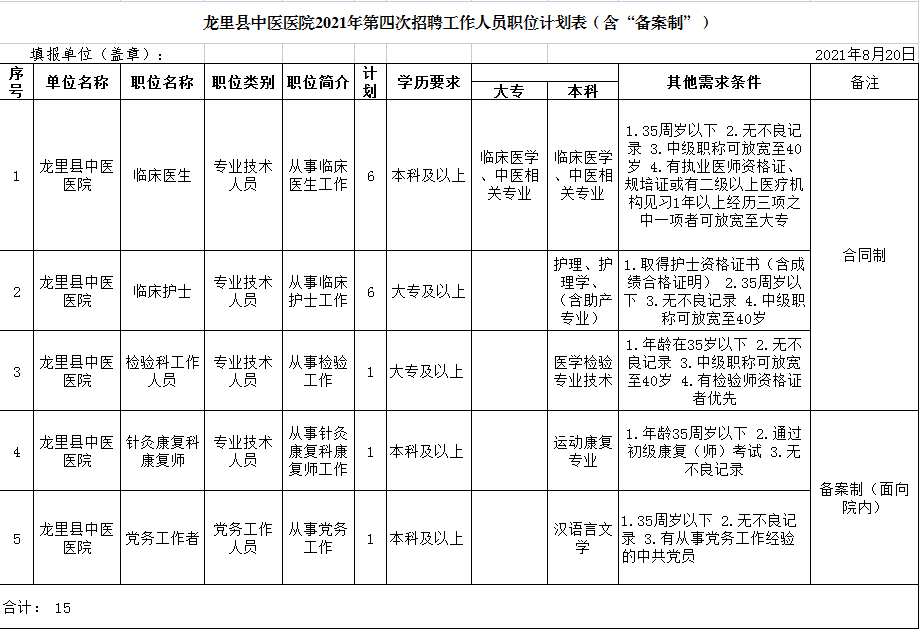 龙里县中医医院2021年第四次招聘工作人员职位计划表（含“备案制”）
填报单位（盖章）：
2021年8月20日
序号
单位名称
职位名称
职位类别
职位简介
计划
学历要求
大专
本科
其他需求条件
备注
1
龙里县中医
医院
临床医生
专业技术
人员
从事临床
医生工作
6
本科及以上
临床医学
、中医相
关专业
临床医学
、中医相
关专业
1.35周岁以下 2.无不良记
录 3.中级职称可放宽至40
岁 4.有执业医师资格证、
规培证或有二级以上医疗机
构见习1年以上经历三项之
中一项者可放宽至大专
合同制
2
龙里县中医
医院
临床护士
专业技术
人员
从事临床
护士工作
6
大专及以上
护理、护
理学、
（含助产
专业）
1.取得护士资格证书（含成
绩合格证明） 2.35周岁以
下 3.无不良记录 4.中级职
称可放宽至40岁
3
龙里县中医
医院
检验科工作
人员
专业技术
人员
从事检验
工作
1
大专及以上
医学检验
专业技术
1.年龄在35岁以下 2.无不
良记录 3.中级职称可放宽
至40岁 4.有检验师资格证
者优先
4
龙里县中医
医院
针灸康复科
康复师
专业技术
人员
从事针灸
康复科康
复师工作
1
本科及以上
运动康复
专业
1.年龄35周岁以下 2.通过
初级康复（师）考试 3.无
不良记录
备案制（面向
院内）
5
龙里县中医
医院
党务工作者
党务工作
人员
从事党务
工作
1
本科及以上
汉语言文
学
1.35周岁以下 2.无不良记
录 3.有从事党务工作经验
的中共党员
合计： 15